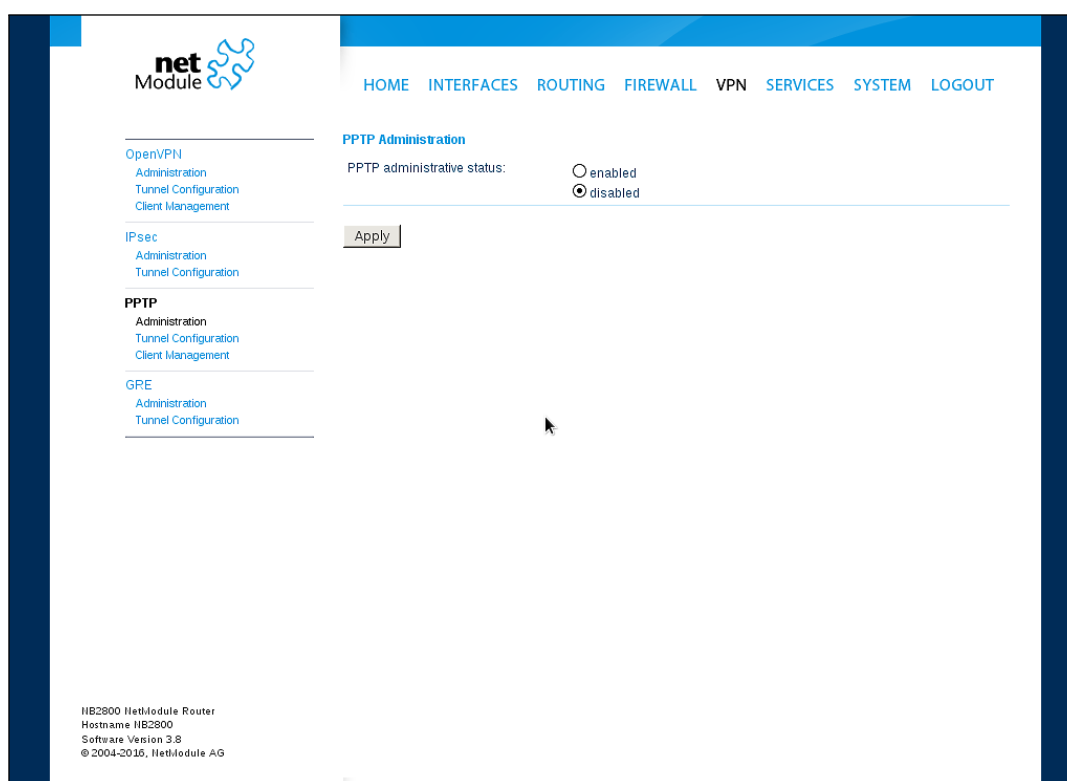 net
Module
HOME INTERFACES ROUTING FIREWALL VPN SERVICES SYSTEM LOGOUT
OpenVPN
Administration
Tunnel Configuration
Client Management
IPsec
Administration
Tunnel Configuration
PPTP
Administration
Tunnel Configuration
Client Management
GRE
Administration
Tunnel Configuration
PPTP Administration
PPTP administrative status:
enabled
disabled
Apply
NB2800 NetModule Router
Hostname NB2800
Software Version 3.8
© 2004-2016, NetModule AG